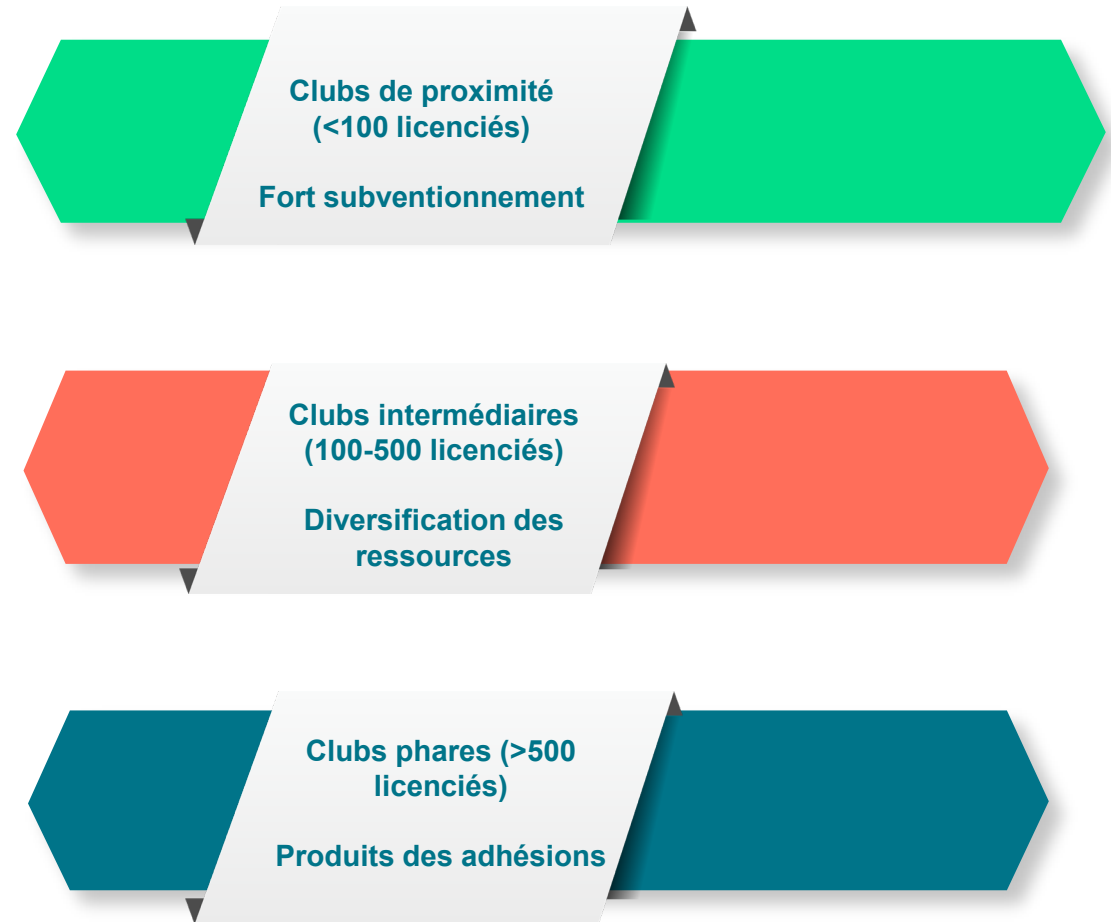 Clubs de proximité
(<100 licenciés)
Fort subventionnement
Clubs intermédiaires
(100-500 licenciés)
Diversification des
ressources
Clubs phares (>500
licenciés)
Produits des adhésions